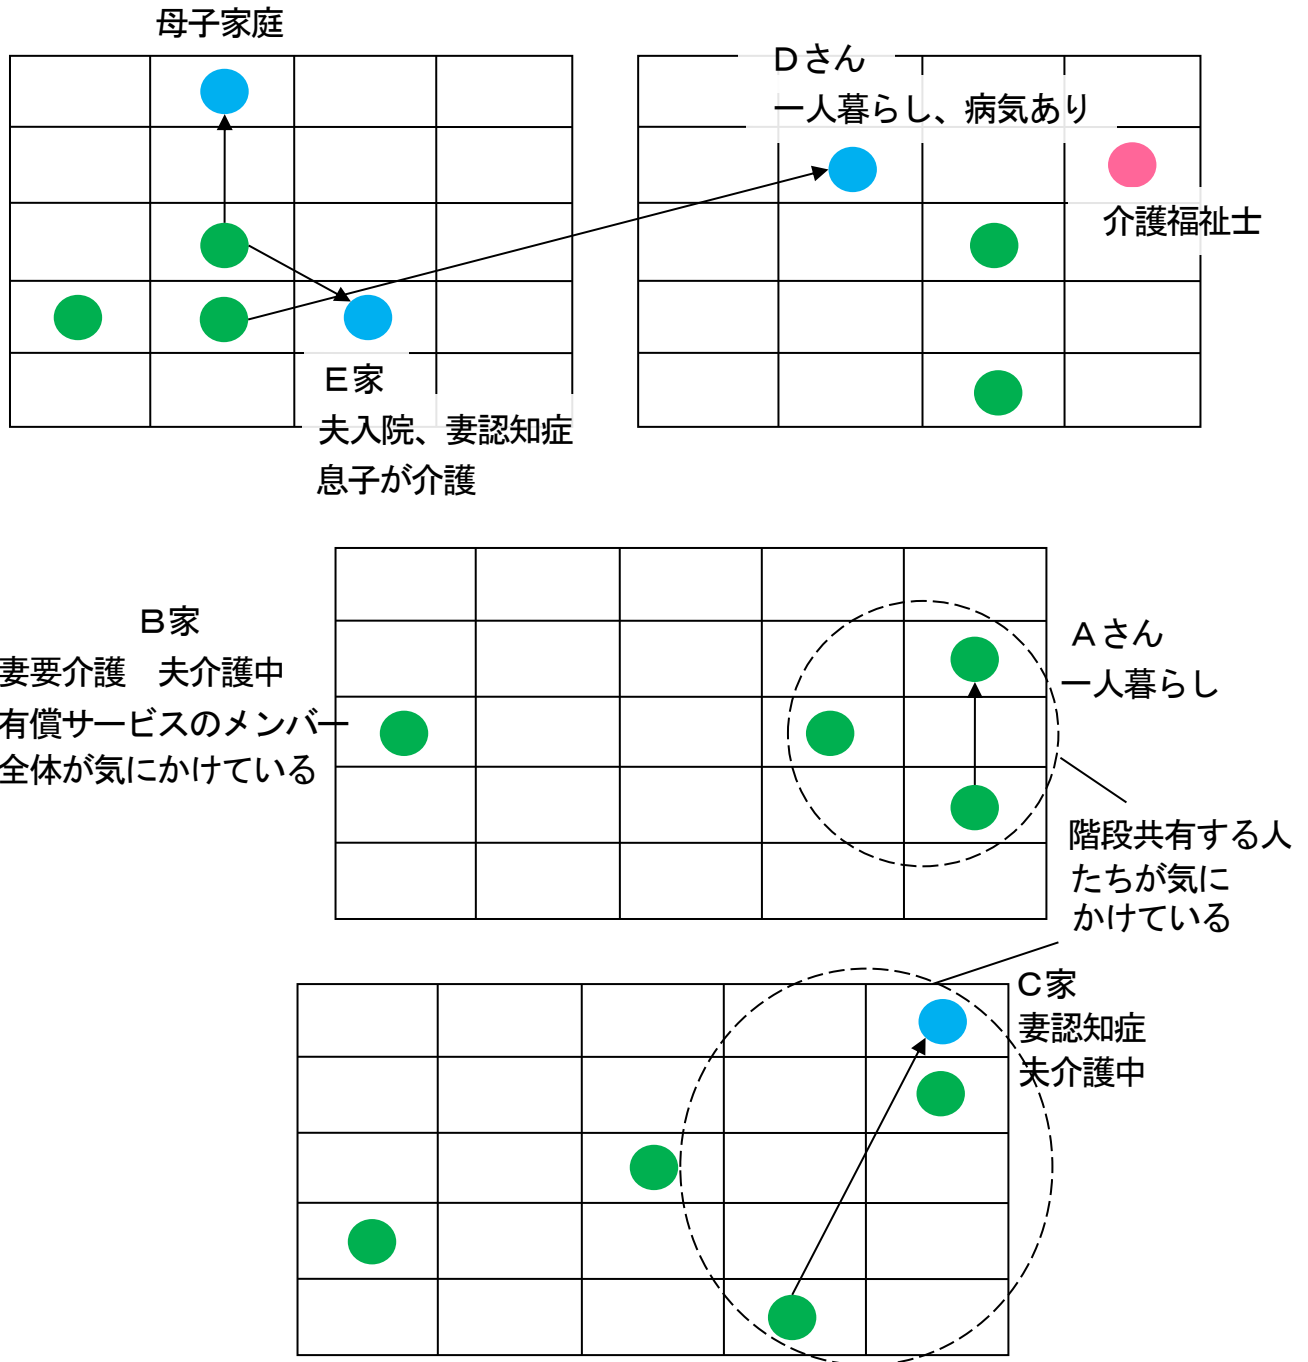 母子家庭
Dさん
一人暮らし、病気あり
介護福祉士
E家
夫入院、妻認知症
息子が介護
B家
妻要介護　夫介護中
有償サービスのメンバー
全体が気にかけている
Aさん
一人暮らし
階段共有する人
たちが気に
かけている
C家
妻認知症
夫介護中